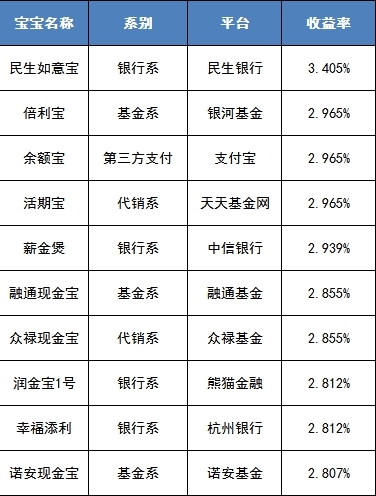 宝宝名称 系别 平台 收益率
民生如意宝 银行系 民生银行 3.405%
倍利宝 基金系 银河基金 2.965%
余额宝 第三方支付 支付宝 2.965%
活期宝 代销系 天天基金网 2.965%
薪金煲 银行系 中信银行 2.939%
融通现金宝 基金系 融通基金 2.855%
众禄现金宝 代销系 众禄基金 2.855%
润金宝1号 银行系 熊猫金融 2.812%
幸福添利 银行系 杭州银行 2.812%
诺安现金宝 基金系 诺安基金 2.807%